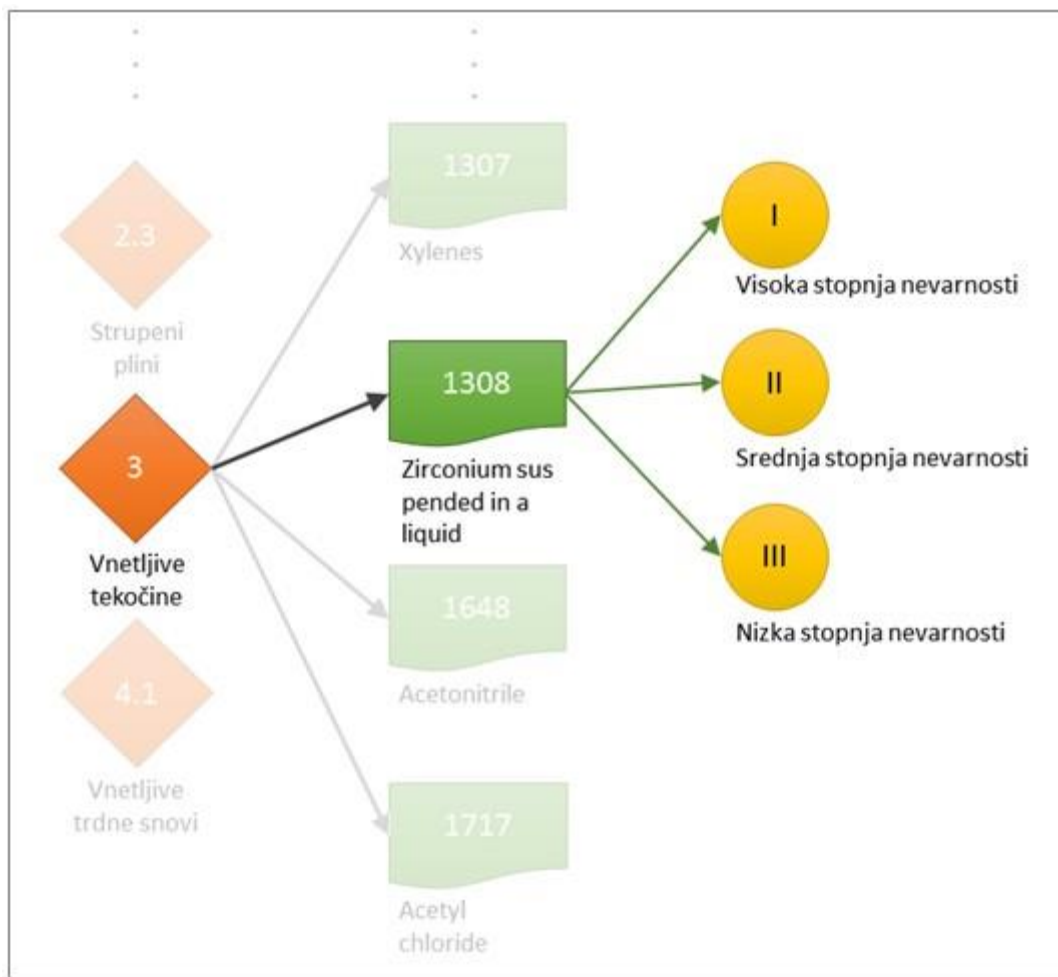 2.3
Strupeni
plini
3
Vnetljive
tekočine
4.1
Vnetljive
trdne snovi
1307
Xylenes
1308
Zirconium sus
pended in a
liquid
1648
Acetonitrile
1717
Acetyl
chloride
I
Visoka stopnja nevarnosti
II
Srednja stopnja nevarnosti
III
Nizka stopnja nevarnosti